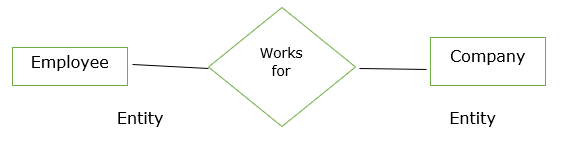 Employee
Works
for
Company
Entity
Entity